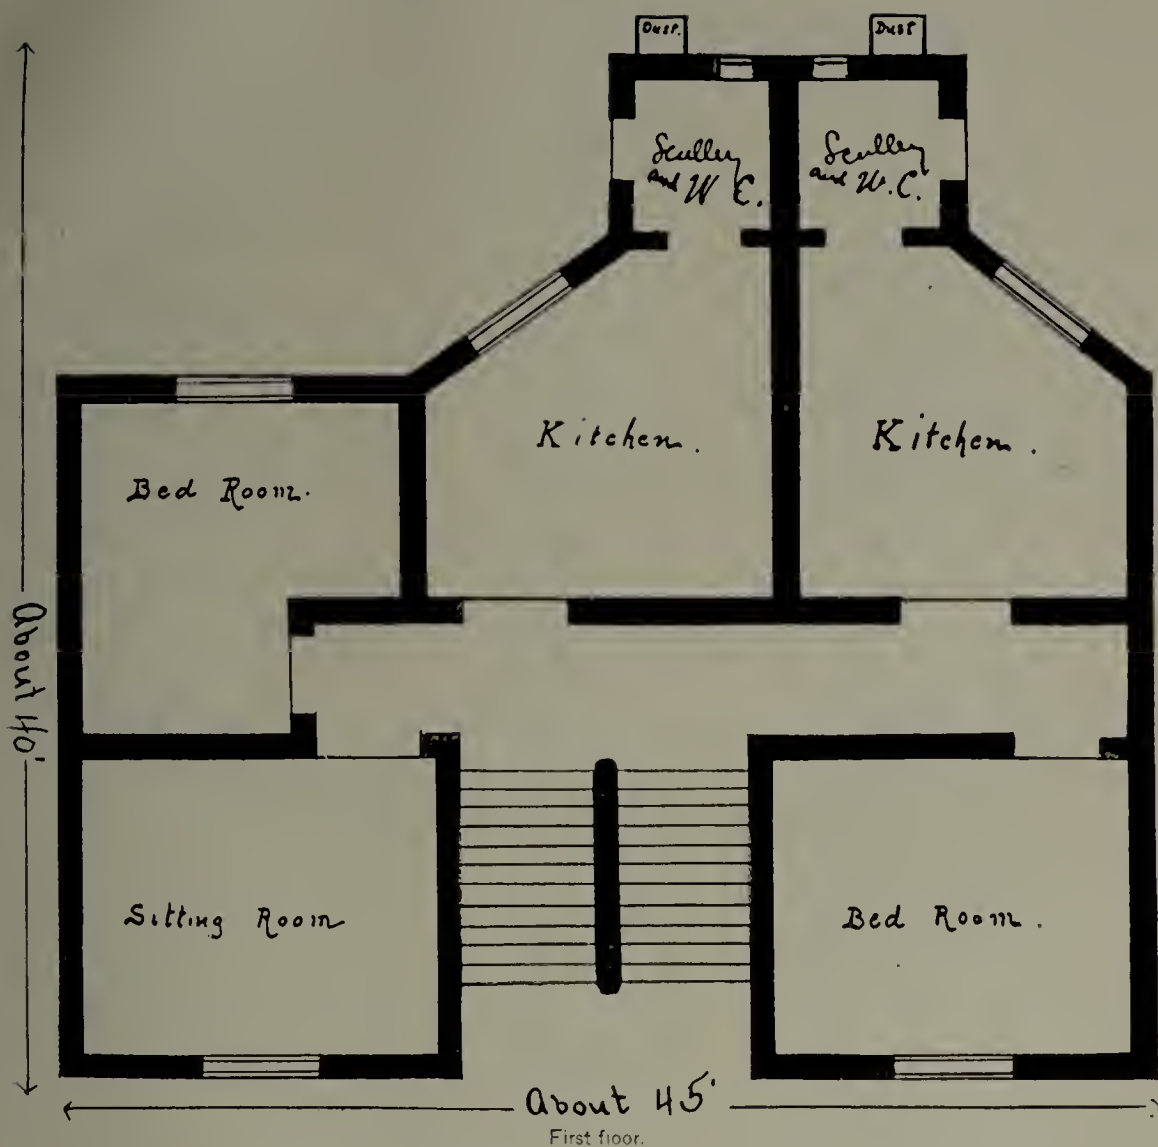 Dust.
Dust
Scullery
and W C.
Scullery
and W.C.
Kitchen.
Kitchen.
Bed Room.
About 40'
Sitting Room
Bed Room.
About 45'
First floor.